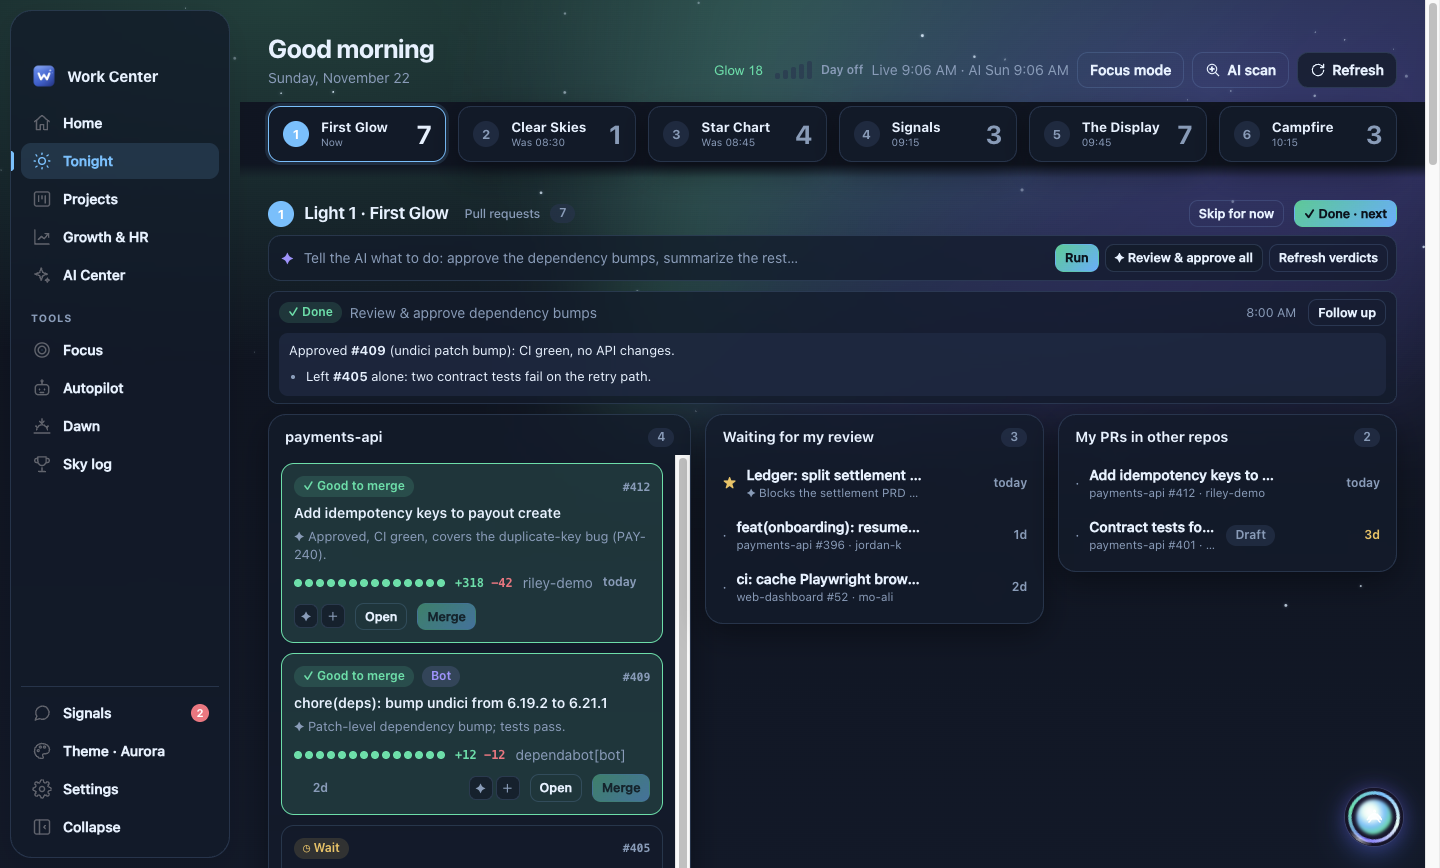 Work Center
Home
Tonight
Projects
Growth & HR
AI Center
TOOLS
Focus
Autopilot
Dawn
Sky log
Signals
2
Theme · Aurora
Settings
Collapse
Good morning
Sunday, November 22
Glow 18
Day off
Live 9:06 AM · AI Sun 9:06 AM
Focus mode
AI scan
Refresh
1
First Glow
Now
7
2
Clear Skies
Was 08:30
1
3
Star Chart
Was 08:45
4
4
Signals
09:15
3
5
The Display
09:45
7
6
Campfire
10:15
3
1
Light 1 · First Glow
Pull requests
7
Skip for now
✓ Done · next
✦ Tell the AI what to do: approve the dependency bumps, summarize the rest...
Run
✦ Review & approve all
Refresh verdicts
✓ Done
Review & approve dependency bumps
8:00 AM
Follow up
Approved #409 (undici patch bump): CI green, no API changes.
• Left #405 alone: two contract tests fail on the retry path.
payments-api
4
✓ Good to merge
#412
Add idempotency keys to payout create
✦ Approved, CI green, covers the duplicate-key bug (PAY-
240).
+318 −42 riley-demo today
Open
Merge
✓ Good to merge
Bot
#409
chore(deps): bump undici from 6.19.2 to 6.21.1
✦ Patch-level dependency bump; tests pass.
+12 −12 dependabot[bot]
2d
Open
Merge
Wait
#405
Waiting for my review
3
Ledger: split settlement ...
✦ Blocks the settlement PRD ...
today
feat(onboarding): resume...
payments-api #396 · jordan-k
1d
ci: cache Playwright brow...
web-dashboard #52 · mo-ali
2d
My PRs in other repos
2
Add idempotency keys to ...
payments-api #412 · riley-demo
today
Contract tests fo...
payments-api #401 · ...
Draft
3d